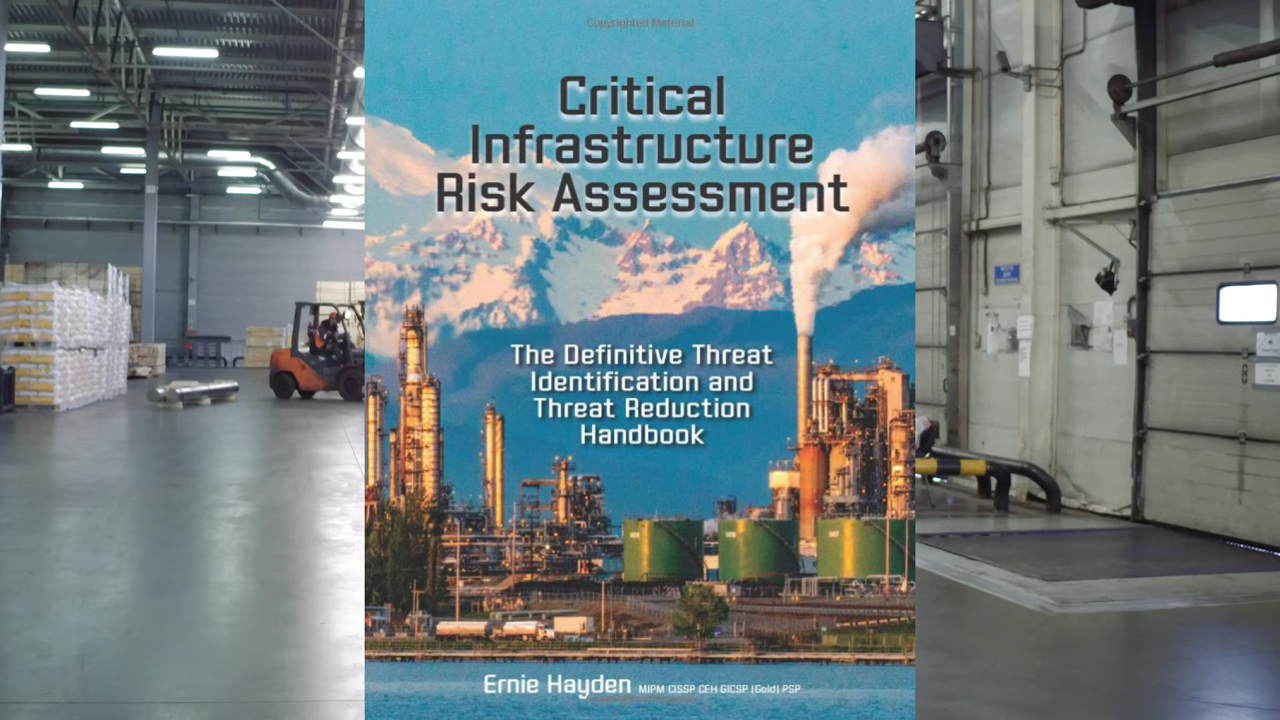 Copyrighted Material
Critical
Infrastructure
Risk Assessment
The Definitive Threat
Identification and
Threat Reduction
Handbook
Ernie Hayden MIPM CISSP CEH GICSP (Gold) PSP